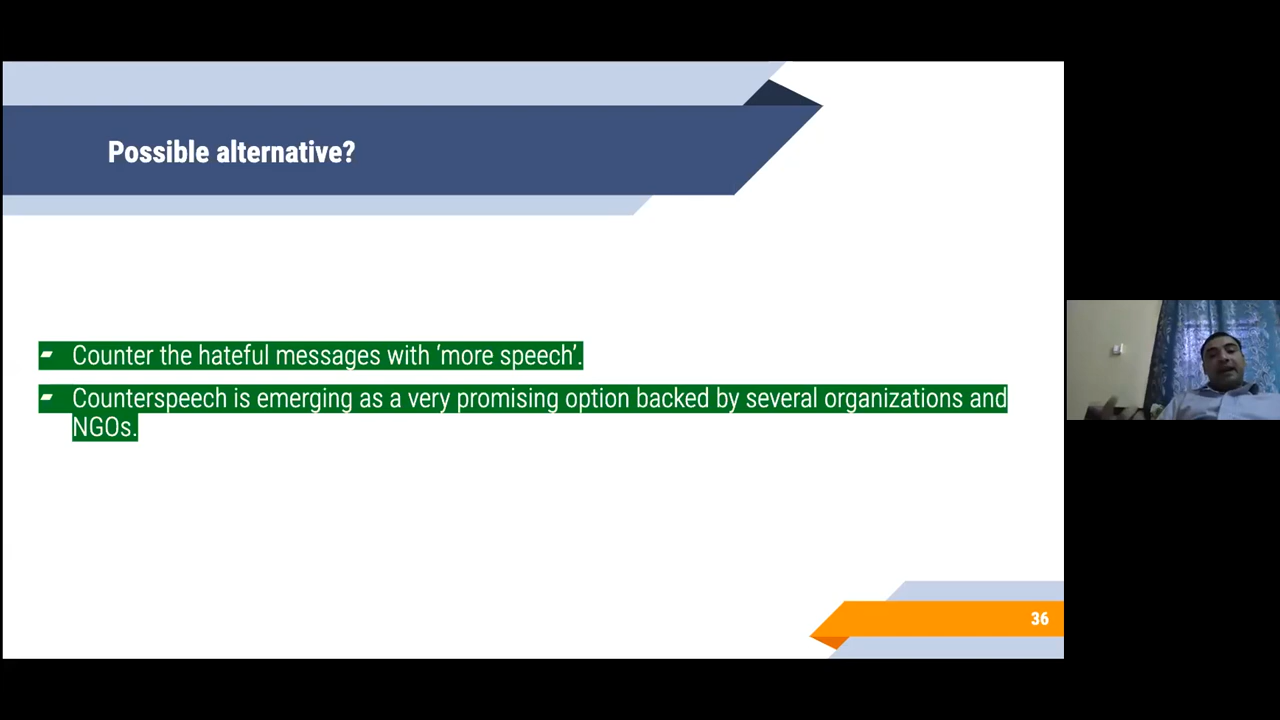 Possible alternative?
Counter the hateful messages with ‘more speech’.
Counterspeech is emerging as a very promising option backed by several organizations and
NGOs.
36